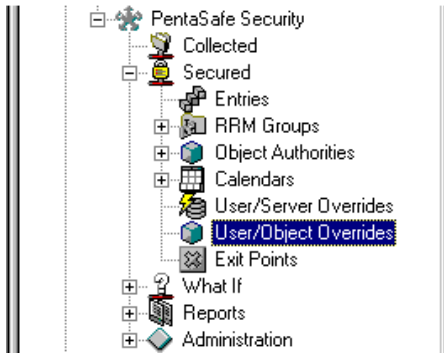 PentaSafe Security
Collected
Secured
Entries
RRM Groups
Object Authorities
Calendars
User/Server Overrides
User/Object Overrides
Exit Points
What If
Reports
Administration